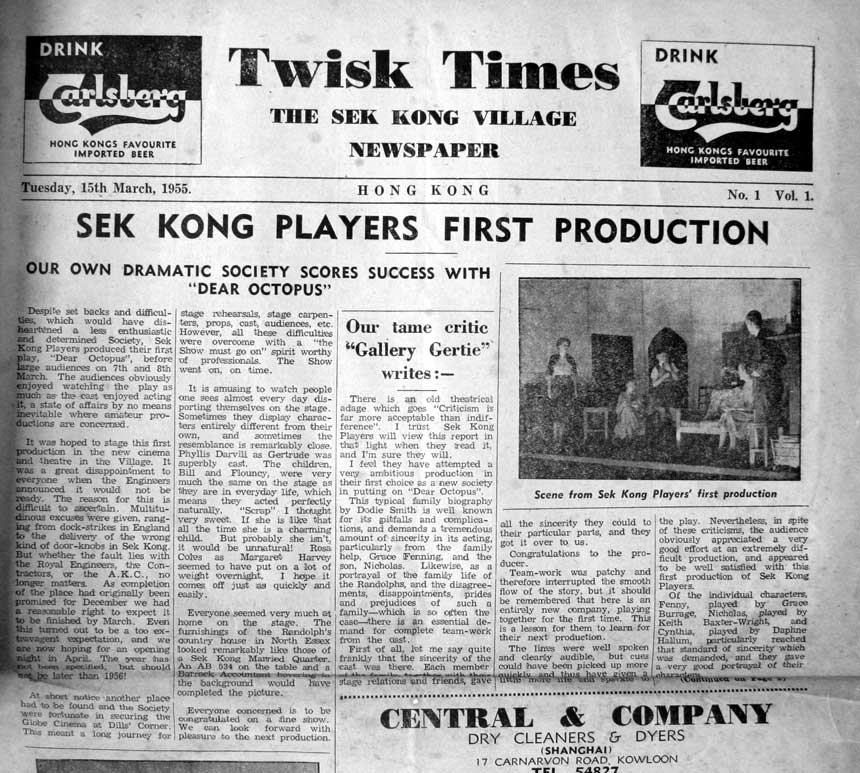 DRINK
Carlsberg
HONG KONGS FAVOURITE
IMPORTED BEER
Twisk Times
THE SEK KONG VILLAGE
NEWSPAPER
DRINK
Carlsberg
HONG KONGS FAVOURITE
IMPORTED BEER
Tuesday, 15th March, 1955.
HONG KONG
No. 1 Vol. 1.
SEK KONG PLAYERS FIRST PRODUCTION
OUR OWN DRAMATIC SOCIETY SCORES SUCCESS WITH
"DEAR OCTOPUS"
Despite set backs and difficul-
ties, which would have dis-
heartened a less enthusiastic
and determined Society, Sek
Kong Players produced their first
play, "Dear Octopus", before
large audiences on 7th and 8th
March. The audiences obviously
enjoyed watching the play as
much as the cast enjoyed acting
it, a state of affairs by no means
inevitable where amateur pro-
ductions are concerned.
It was hoped to stage this first
production in the new cinema
and theatre in the Village. It
was a great disappointment to
everyone when the Engineers
announced it would not be
ready. The reason for this is
difficult to ascertain. Multitu-
dinous excuses were given, rang-
ing from dock-strikes in England
to the delivery of the wrong
kind of door-knobs in Sek Kong.
But whether the fault lies with
the Royal Engineers, the Con-
tractors, or the A.K.C., no
longer matters. As completion
of the place had originally been
promised for December we had
a reasonable right to expect it
to be finished by March. Even
this turned out to be a too ex-
travagent expectation, and we
are now hoping for an opening
night in April. The year has
not been specified, but should
not be later than 1956!
At short notice another place
had to be found and the Society
were fortunate in securing the
Globe Cinema at Dills' Corner.
This meant a long journey for
stage rehearsals, stage carpen-
ters, props, cast, audiences, etc.
However, all these difficulties
were overcome with a "the
Show must go on" spirit worthy
of professionals. The Show
went on, on time.
It is amusing to watch people
one sees almost every day dis-
porting themselves on the stage.
Sometimes they display charac-
ters entirely different from their
own, and sometimes the
resemblance is remarkably close.
Phyllis Darvill as Gertrude was
superbly cast. The children,
Bill and Flouncy, were very
much the same on the stage as
they are in everyday life, which
means they acted perfectly
naturally. "Scrap" I thought
very sweet. If she is like that
all the time she is a charming
child. But probably she isn't,
it would be unnatural! Rosa
Coles as Margaret Harvey
seemed to have put on a lot of
weight overnight. I hope it
comes off just as quickly and
easily.
Everyone seemed very much at
home on the stage. The
furnishings of the Randolph's
country house in North Essex
looked remarkably like those of
a Sek Kong Married Quarter.
An AB 534 on the table and a
Barrack Accountant hovering in
the background would have
completed the picture.
Everyone concerned is to be
congratulated on a fine show.
We can look forward with
pleasure to the next production.
Our tame critic
"Gallery Gertie"
writes:—
There is an old theatrical
adage which goes "Criticism is
far more acceptable than indif-
ference". I trust Sek Kong
Players will view this report in
that light when they read it,
and I'm sure they will.
I feel they have attempted a
very ambitious production in
their first choice as a new society
in putting on "Dear Octopus".
This typical family biography
by Dodie Smith is well known
for its pitfalls and complica-
tions, and demands a tremendous
amount of sincerity in its acting,
particularly from the family
help, Grace Fenning, and the
son, Nicholas. Likewise, as a
portrayal of the family life of
the Randolphs, and the disagree-
ments, disappointments, prides
and prejudices of such a
family—which is so often the
case—there is an essential de-
mand for complete team-work
from the cast.
First of all, let me say quite
frankly that the sincerity of the
cast was there. Each member
of the family, together with their
stage relations and friends, gave
Scene from Sek Kong Players' first production
all the sincerity they could to
their particular parts, and they
got it over to us.
Congratulations to the pro-
ducer.
Team-work was patchy and
therefore interrupted the smooth
flow of the story, but it should
be remembered that here is an
entirely new company, playing
together for the first time. This
is a lesson for them to learn for
their next production.
The lines were well spoken
and clearly audible, but cues
could have been picked up more
quickly and thus have given a
little more life and
the play. Nevertheless, in spite
of these criticisms, the audience
obviously appreciated a very
good effort at an extremely dif-
ficult production, and appeared
to be well satisfied with this
first production of Sek Kong
Players.
Of the individual characters,
Fenny, played by Grace
Burrage, Nicholas, played by
Keith Baxter-Wright, and
Cynthia, played by Daphne
Hallum, particularly reached
that standard of sincerity which
was demanded, and they gave
a very good portrayal of their
characters.
(Continued on Page
CENTRAL & COMPANY
DRY CLEANERS & DYERS
(SHANGHAI)
17 CARNARVON ROAD, KOWLOON
TEL 54827